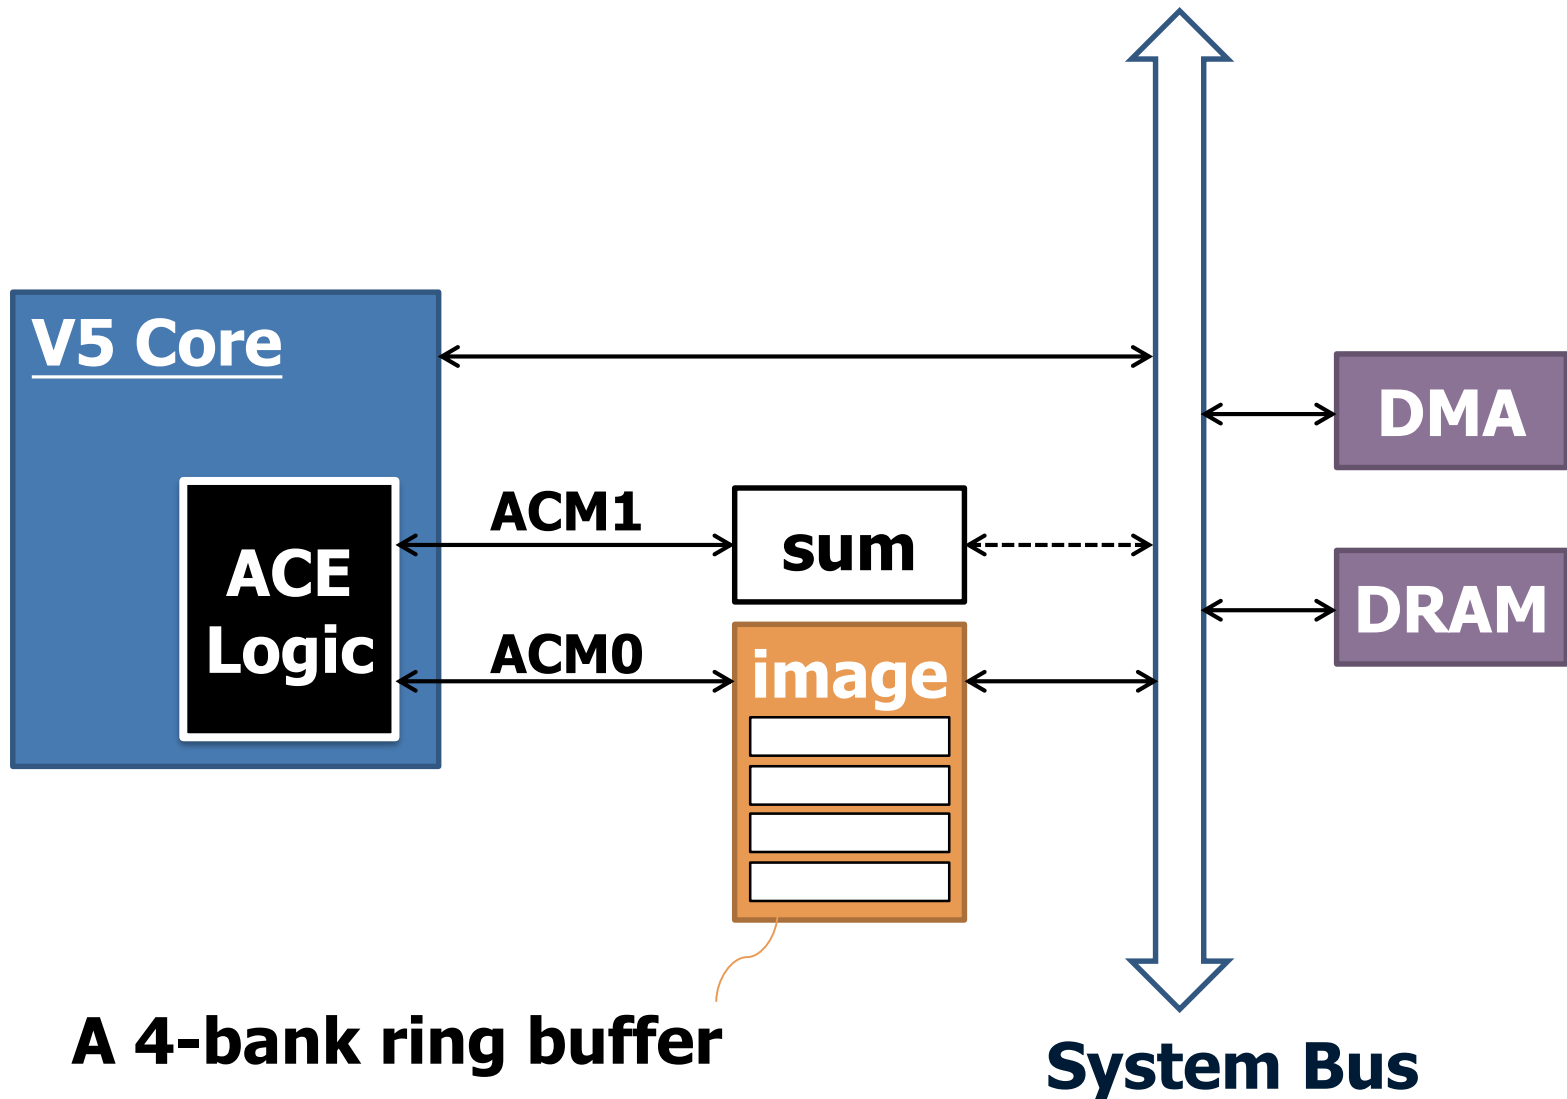 V5 Core
ACE
Logic
ACM1
ACM0
sum
image
DMA
DRAM
A 4-bank ring buffer
System Bus